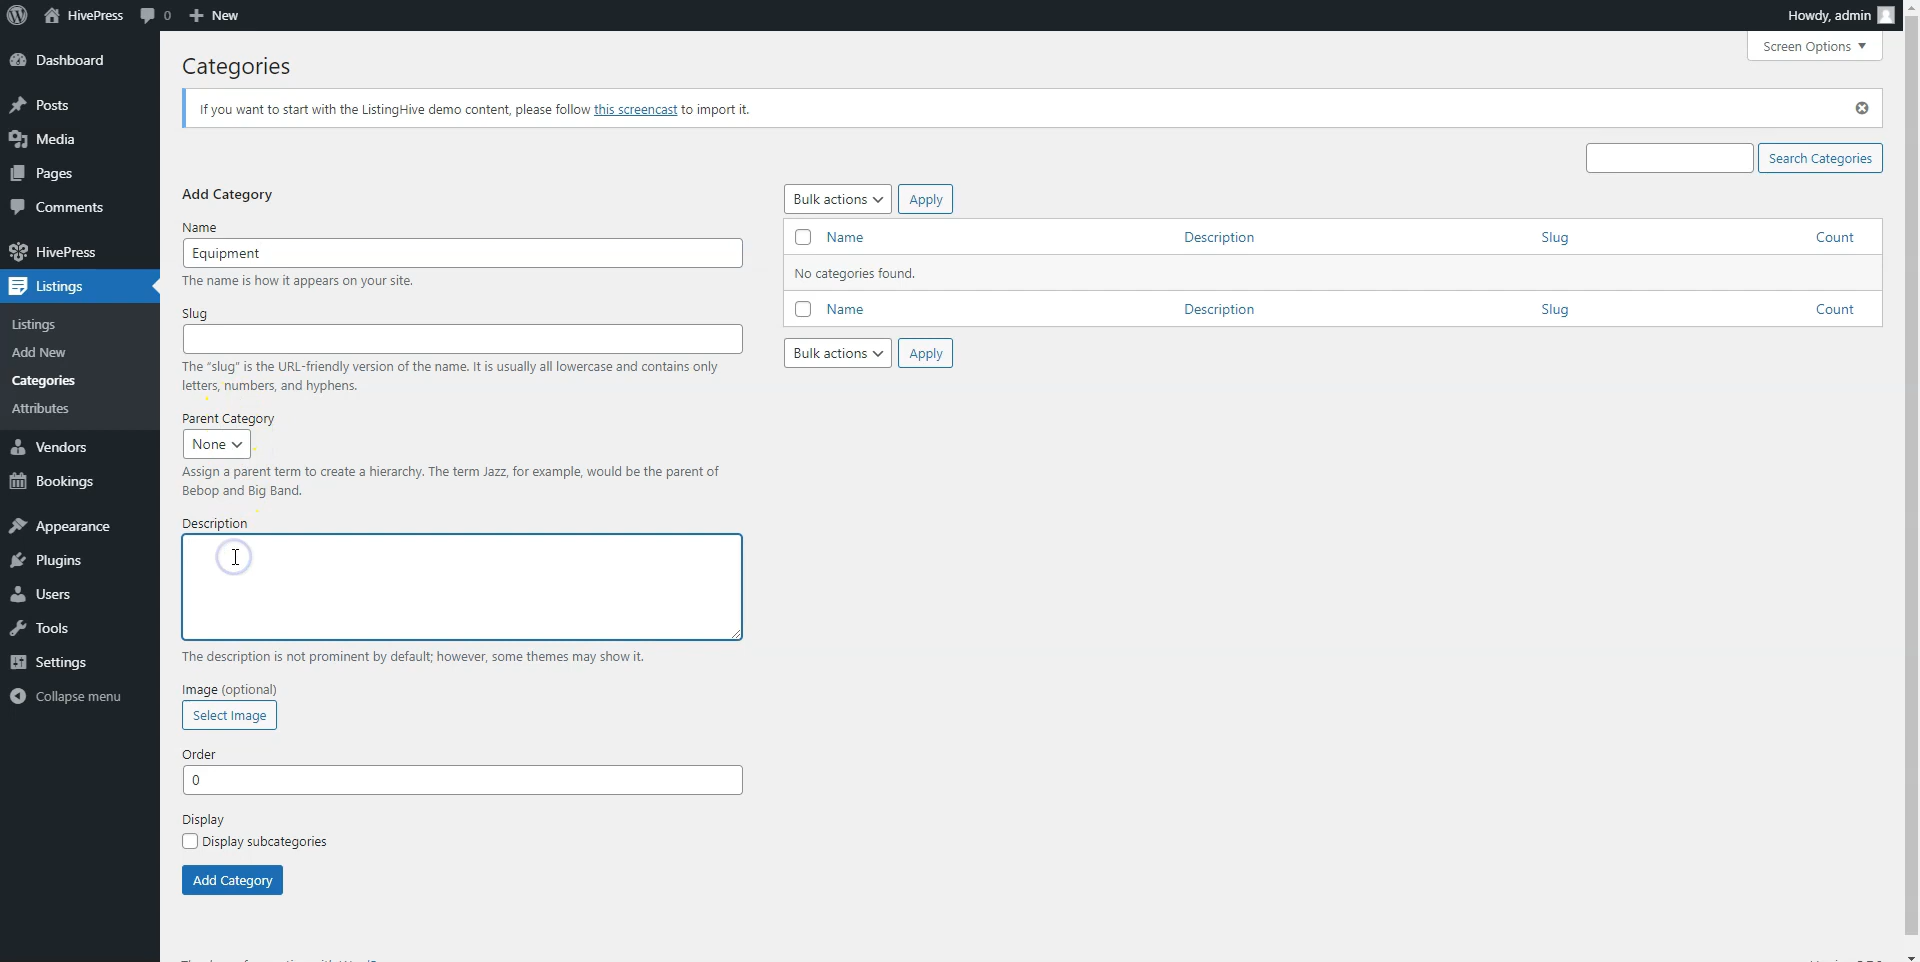 HivePress
0
New
Howdy, admin
Dashboard
Posts
Media
Pages
Comments
HivePress
Listings
Listings
Add New
Categories
Attributes
Vendors
Bookings
Appearance
Plugins
Users
Tools
Settings
Collapse menu
Screen Options
Categories
If you want to start with the ListingHive demo content, please follow this screencast to import it.
Search Categories
Add Category
Name
Equipment
The name is how it appears on your site.
Slug
The “slug” is the URL-friendly version of the name. It is usually all lowercase and contains only
letters, numbers, and hyphens.
Parent Category
None
Assign a parent term to create a hierarchy. The term Jazz, for example, would be the parent of
Bebop and Big Band.
Description
The description is not prominent by default; however, some themes may show it.
Image (optional)
Select Image
Order
0
Display
Display subcategories
Add Category
Bulk actions Apply
Name Description Slug Count
No categories found.
Name Description Slug Count
Bulk actions Apply